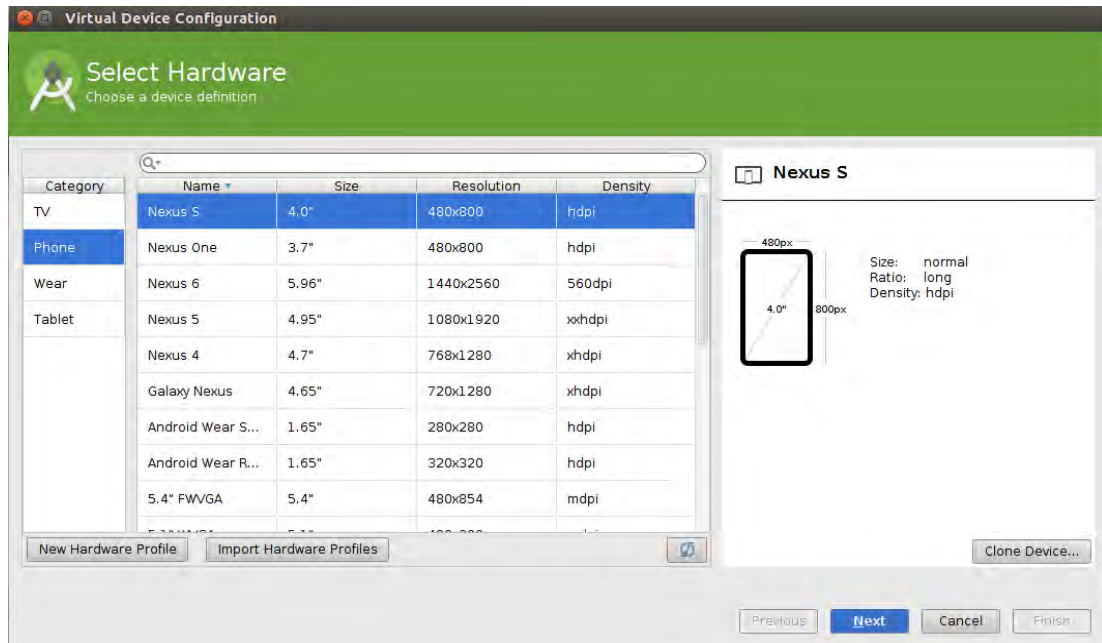 Virtual Device Configuration
Select Hardware
Choose a device definition
Category Name Size Resolution Density
TV
Phone
Wear
Tablet
Nexus S 4.0" 480x800 hdpi
Nexus One 3.7" 480x800 hdpi
Nexus 6 5.96" 1440x2560 560dpi
Nexus 5 4.95" 1080x1920 xxhdpi
Nexus 4 4.7" 768x1280 xhdpi
Galaxy Nexus 4.65" 720x1280 xhdpi
Android Wear S... 1.65" 280x280 hdpi
Android Wear R... 1.65" 320x320 hdpi
5.4" FWVGA 5.4" 480x854 mdpi
New Hardware Profile Import Hardware Profiles
Nexus S
480px
4.0" 800px
Size: normal
Ratio: long
Density: hdpi
Clone Device...
Previous Next Cancel Finish